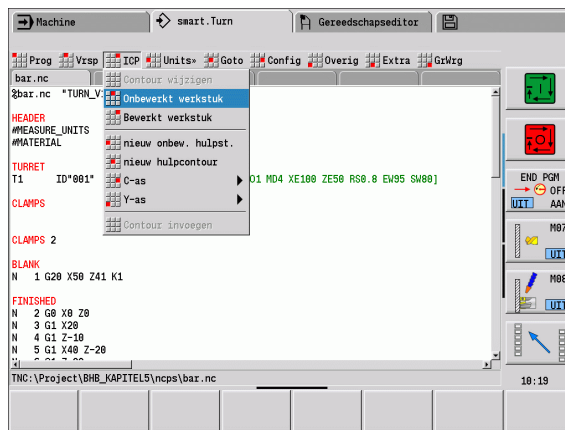 Machine
smart.Turn
Gereedschapseditor
Prog Vrsp ICP Units» Goto Config Overig Extra GrWrg
bar.nc
Contour wijzigen
Onbewerkt werkstuk
Bewerkt werkstuk
nieuw onbew. hulpst.
nieuw hulpcontour
C-as
Y-as
Contour invoegen
%bar.nc "TURN_V
HEADER
#MEASURE_UNITS
#MATERIAL
TURRET
T1 ID"001" O1 MD4 XE100 ZE50 RS0.8 EW95 SW80]
CLAMPS
CLAMPS 2
BLANK
N 1 G20 X50 Z41 K1
FINISHED
N 2 G0 X0 Z0
N 3 G1 X20
N 4 G1 Z-10
N 5 G1 X40 Z-20
TNC:\Project\BHB_KAPITEL5\ncps\bar.nc
END PGM
OFF
UIT AAN
M07
UIT
M08
UIT
10:19